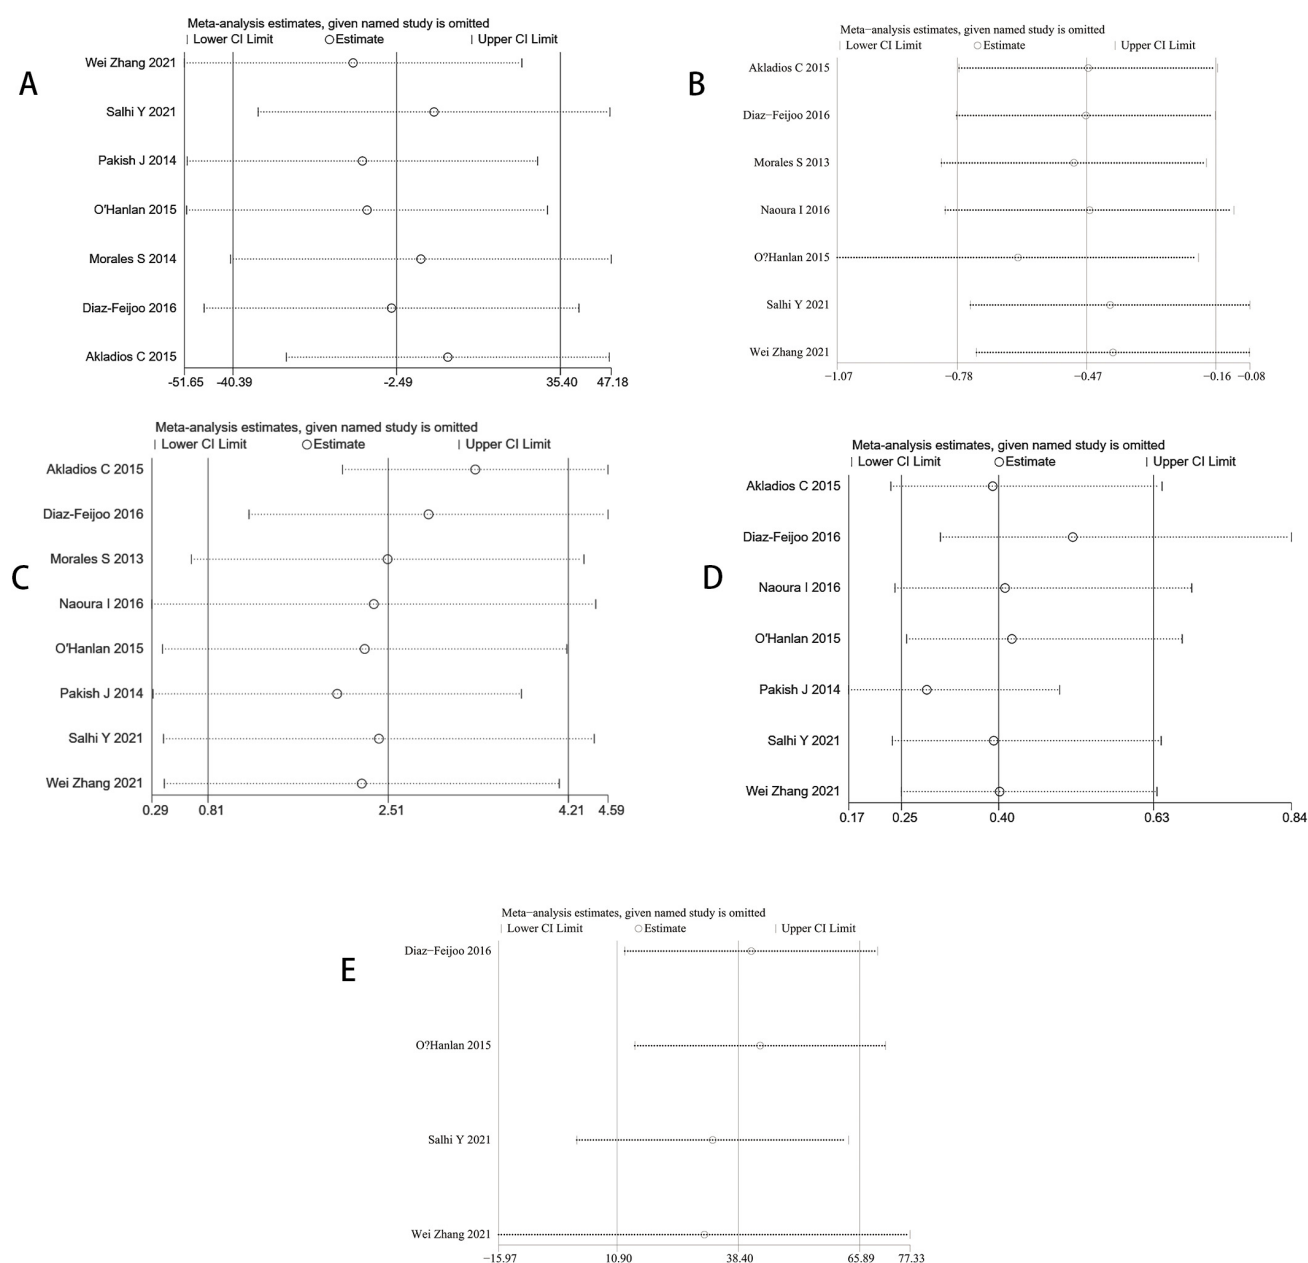 Meta-analysis estimates, given named study is omitted
| Lower CI Limit ○Estimate | Upper CI Limit
A
Wei Zhang 2021
Salhi Y 2021
Pakish J 2014
O'Hanlan 2015
Morales S 2014
Diaz-Feijoo 2016
Akladios C 2015
-51.65 -40.39 -2.49 35.40 47.18
Meta−analysis estimates, given named study is omitted
| Lower CI Limit ○Estimate | Upper CI Limit
B
Akladios C 2015
Diaz−Feijoo 2016
Morales S 2013
Naoura I 2016
O?Hanlan 2015
Salhi Y 2021
Wei Zhang 2021
−1.07 −0.78 −0.47 −0.16 −0.08
Meta-analysis estimates, given named study is omitted
| Lower CI Limit ○Estimate | Upper CI Limit
C
Akladios C 2015
Diaz-Feijoo 2016
Morales S 2013
Naoura I 2016
O'Hanlan 2015
Pakish J 2014
Salhi Y 2021
Wei Zhang 2021
0.29 0.81 2.51 4.21 4.59
Meta-analysis estimates, given named study is omitted
| Lower CI Limit ○Estimate | Upper CI Limit
D
Akladios C 2015
Diaz-Feijoo 2016
Naoura I 2016
O'Hanlan 2015
Pakish J 2014
Salhi Y 2021
Wei Zhang 2021
0.17 0.25 0.40 0.63 0.84
Meta−analysis estimates, given named study is omitted
| Lower CI Limit ○Estimate | Upper CI Limit
E
Diaz−Feijoo 2016
O?Hanlan 2015
Salhi Y 2021
Wei Zhang 2021
−15.97 10.90 38.40 65.89 77.33